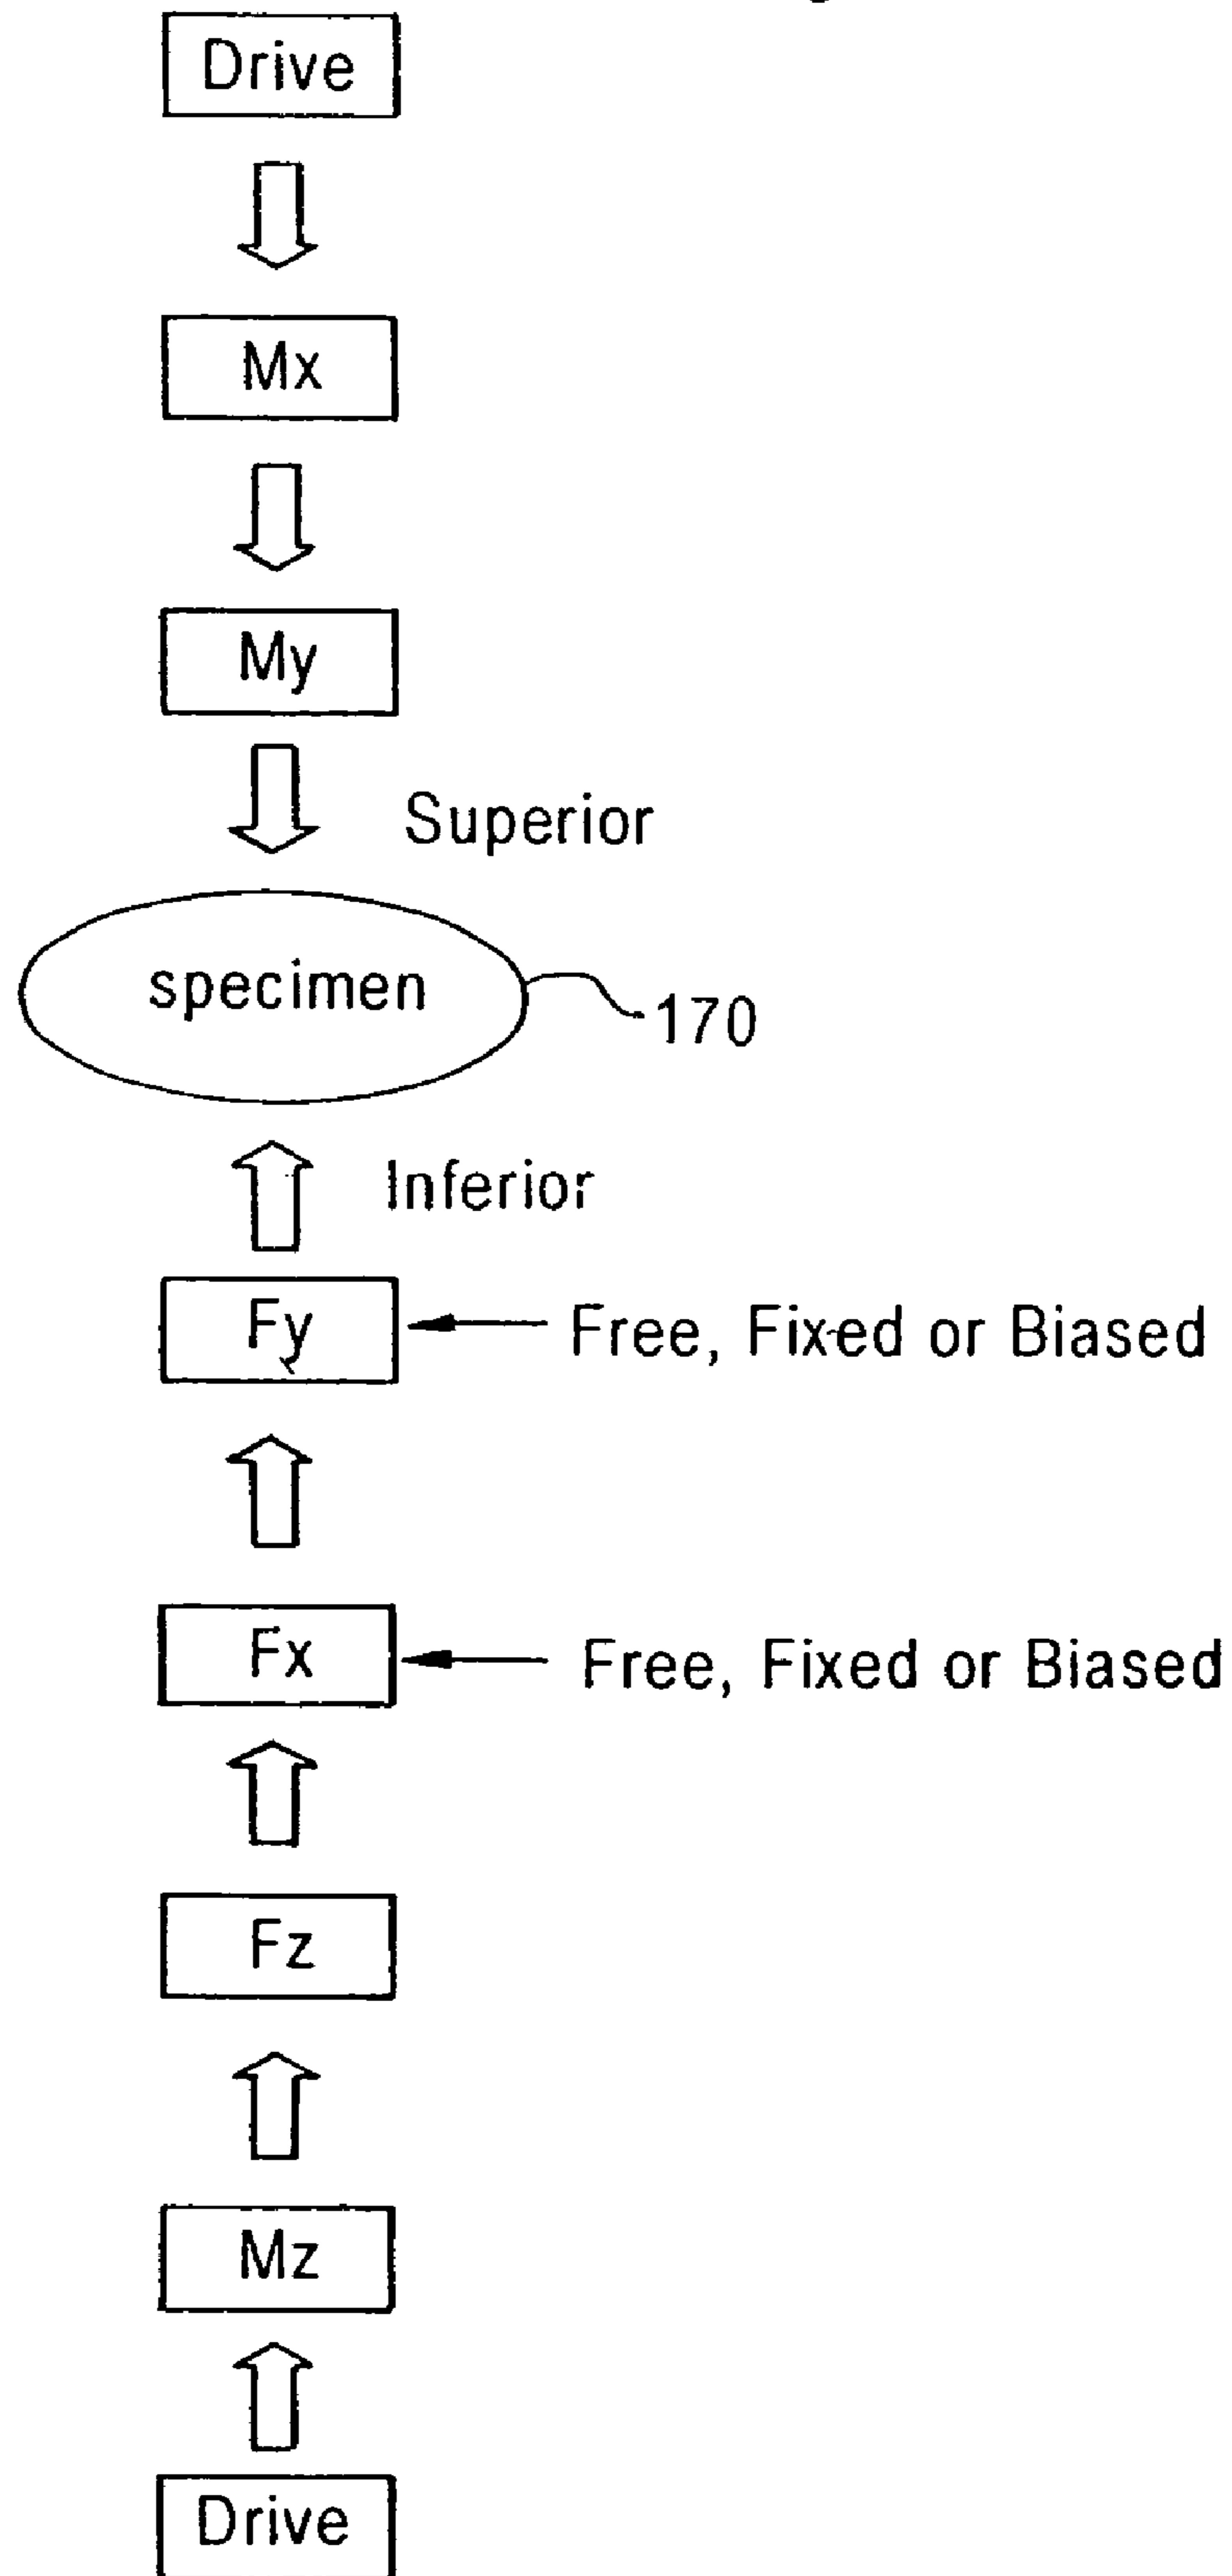 Drive
Mx
My
Superior
specimen
170
Inferior
Fy
Free, Fixed or Biased
Fx
Free, Fixed or Biased
Fz
Mz
Drive